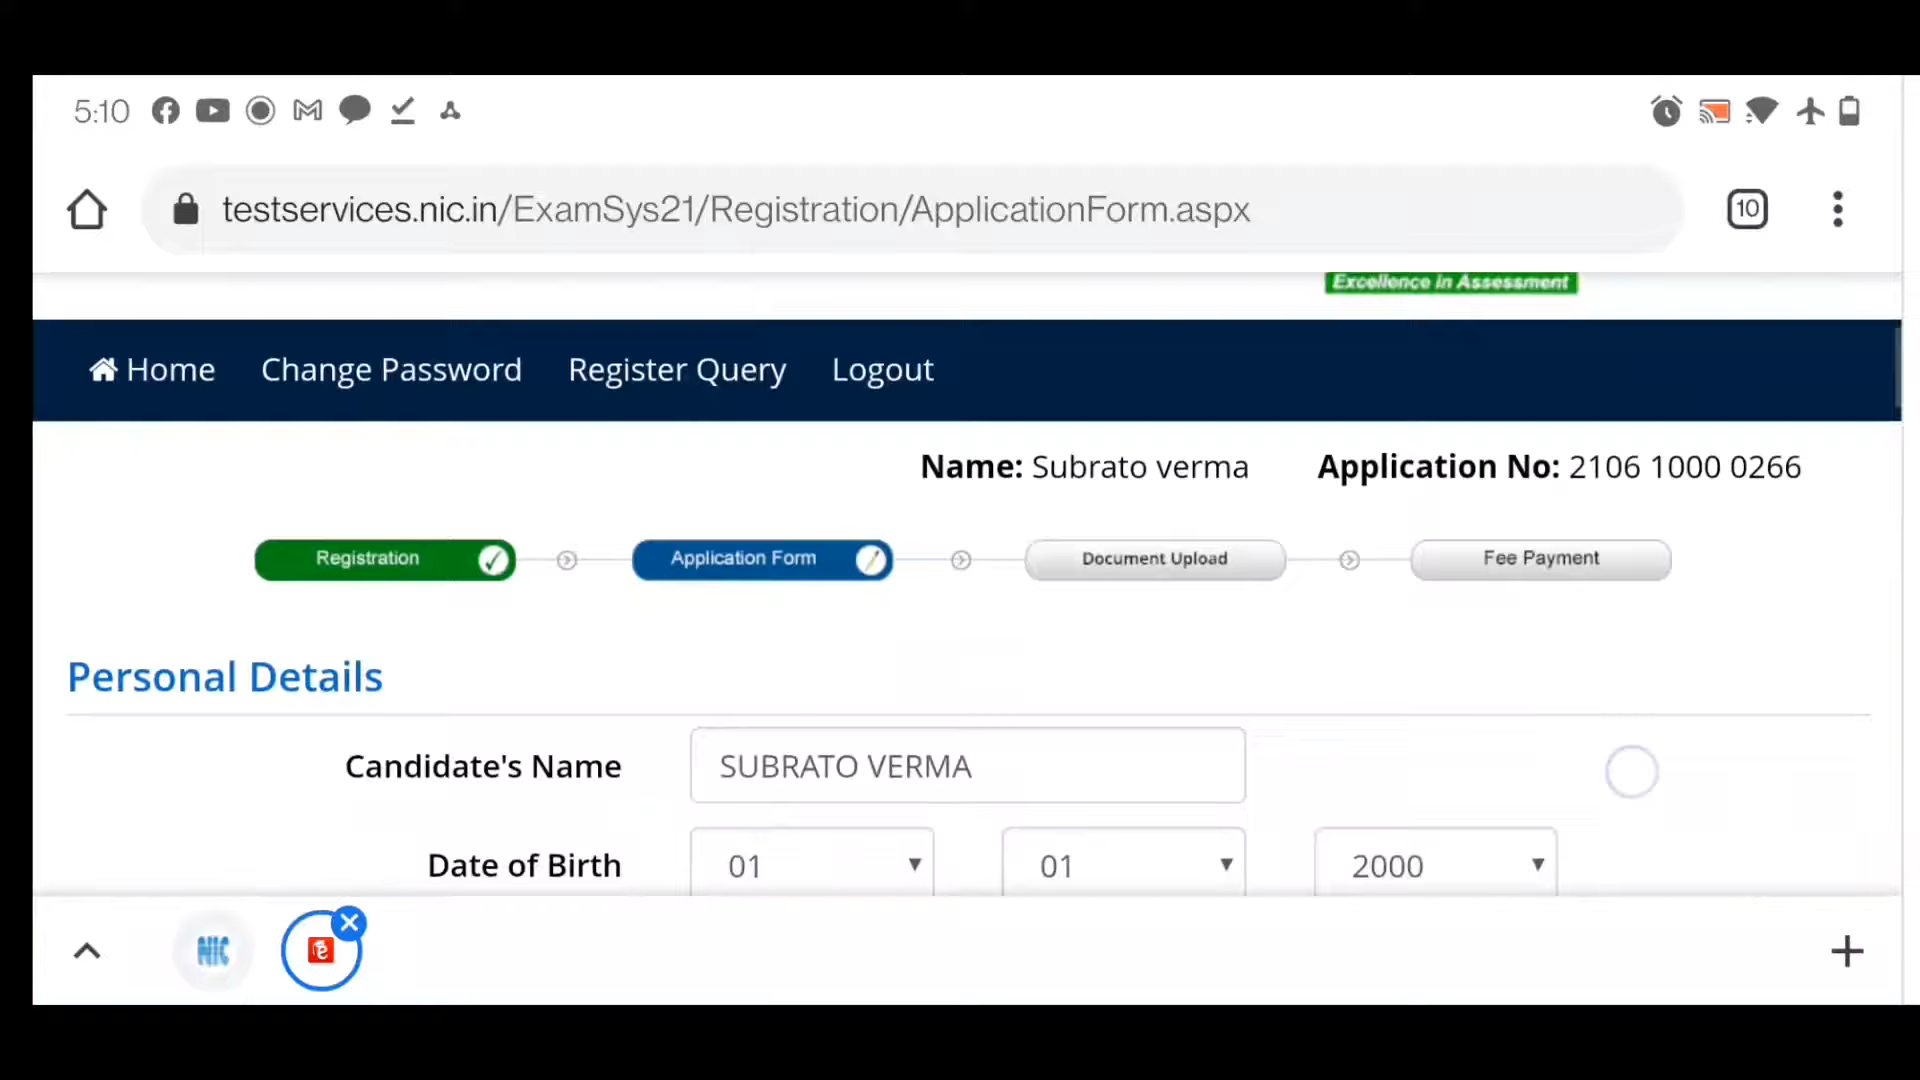 5:10
testservices.nic.in/ExamSys21/Registration/ApplicationForm.aspx
10
Excellence in Assessment
Home Change Password Register Query Logout
Name: Subrato verma Application No: 2106 1000 0266
Registration Application Form Document Upload Fee Payment
Personal Details
Candidate's Name SUBRATO VERMA
Date of Birth 01 01 2000
NIC